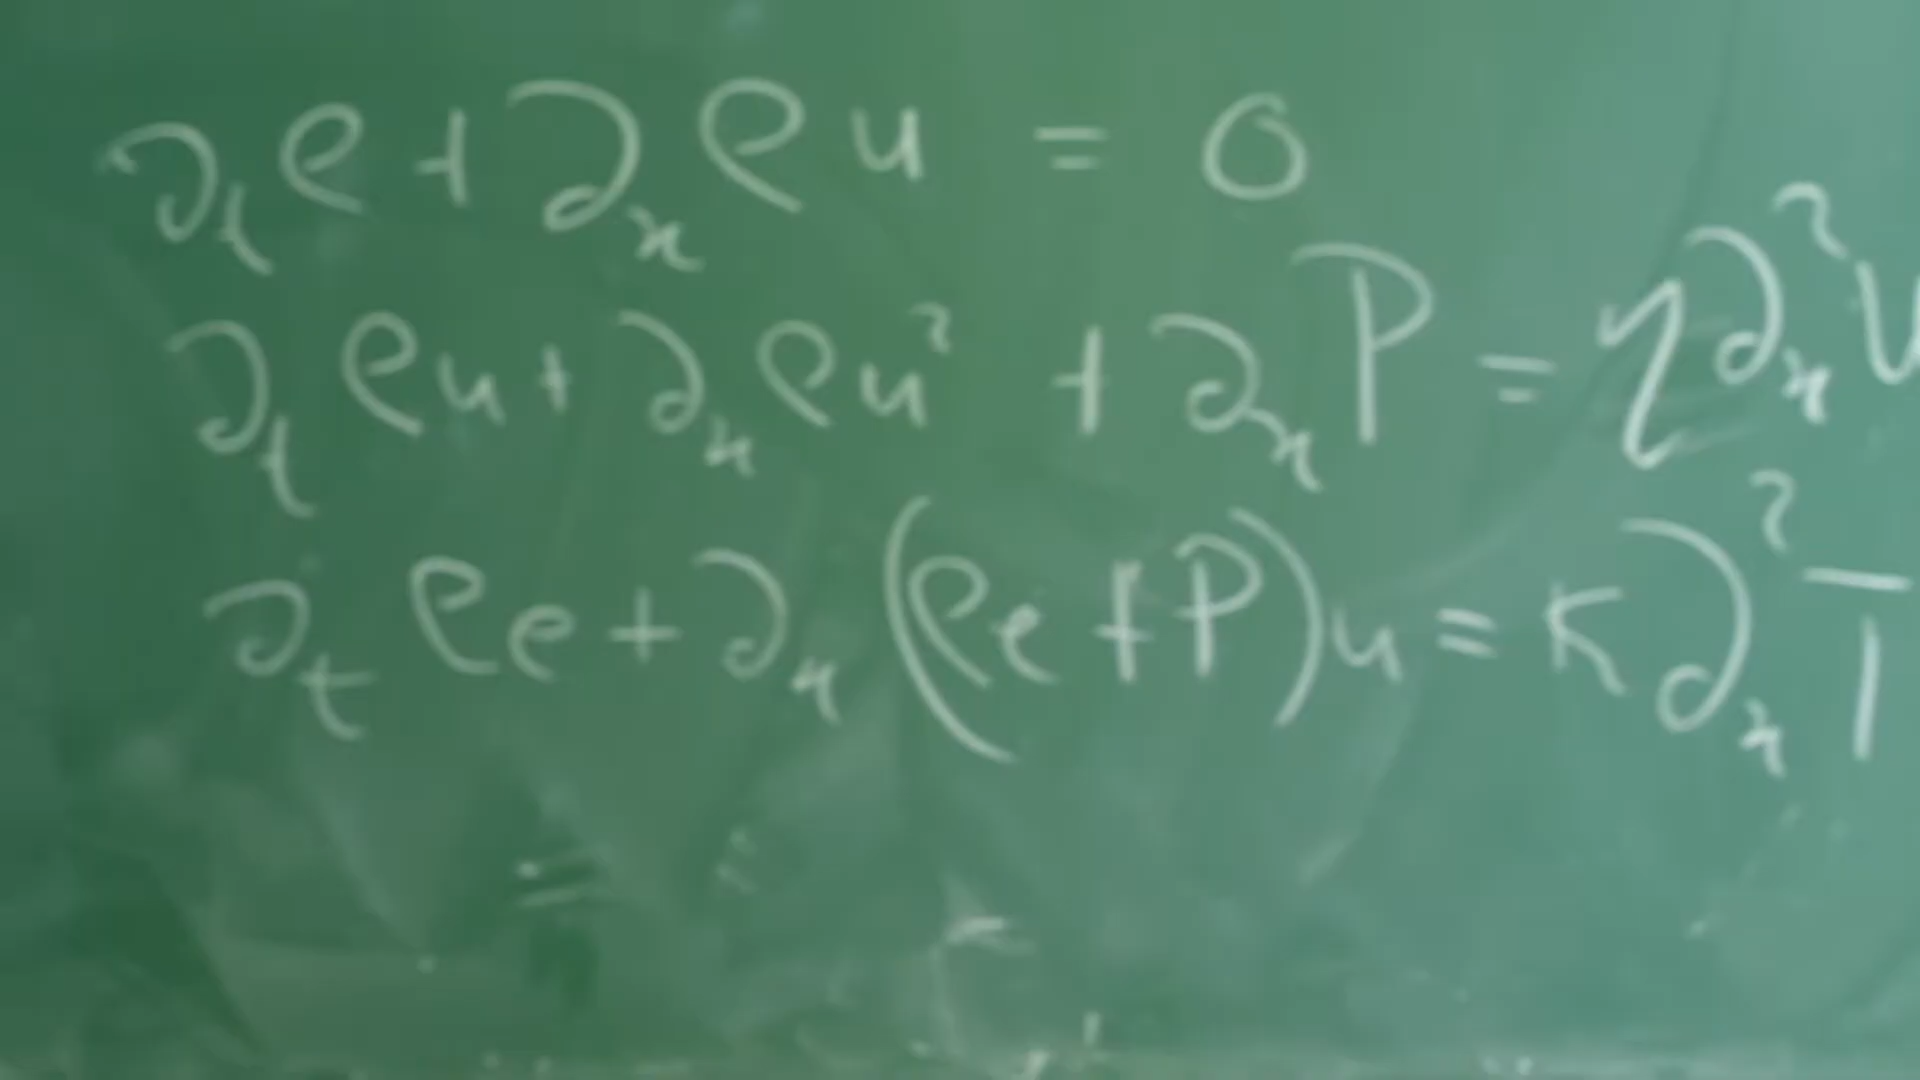 ∂ₜρ + ∂ₓρu = 0
∂ₜρu + ∂ₓρu² + ∂ₓP = η∂ₓ²u
∂ₜρe + ∂ₓ(ρe + P)u = κ∂ₓ²T